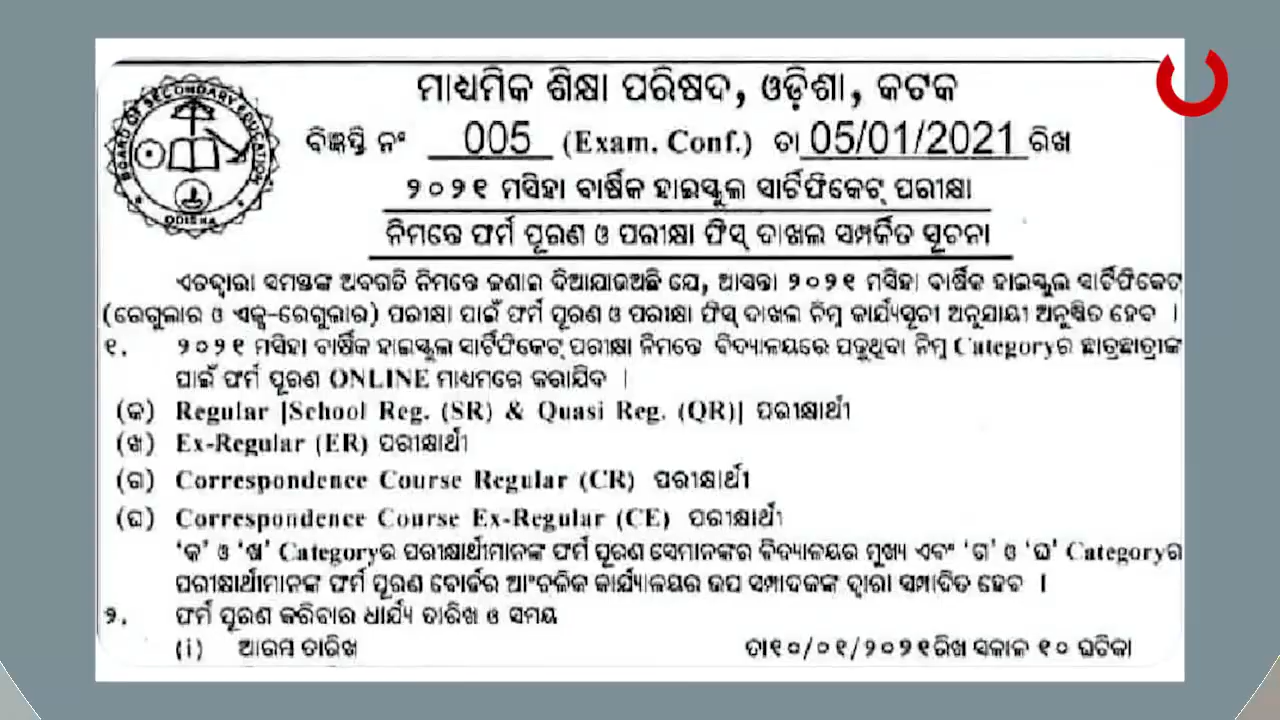 ମାଧ୍ୟମିକ ଶିକ୍ଷା ପରିଷଦ, ଓଡ଼ିଶା, କଟକ
BOARD OF SECONDARY EDUCATION
ODISHA
ବିଜ୍ଞପ୍ତି ନଂ 005 (Exam. Conf.) ତା 05/01/2021 ରିଖ
୨୦୨୧ ମସିହା ବାର୍ଷିକ ହାଇସ୍କୁଲ ସାର୍ଟିଫିକେଟ୍ ପରୀକ୍ଷା
ନିମନ୍ତେ ଫର୍ମ ପୂରଣ ଓ ପରୀକ୍ଷା ଫିସ୍ ଦାଖଲ ସମ୍ପର୍କିତ ସୂଚନା
ଏତଦ୍ଵାରା ସମସ୍ତଙ୍କ ଅବଗତି ନିମନ୍ତେ ଜଣାଇ ଦିଆଯାଉଅଛି ଯେ, ଆସନ୍ତା ୨୦୨୧ ମସିହା ବାର୍ଷିକ ହାଇସ୍କୁଲ ସାର୍ଟିଫିକେଟ୍
(ରେଗୁଲାର ଓ ଏକ୍ସ-ରେଗୁଲାର) ପରୀକ୍ଷା ପାଇଁ ଫର୍ମ ପୂରଣ ଓ ପରୀକ୍ଷା ଫିସ୍ ଦାଖଲ ନିମ୍ନ କାର୍ଯ୍ୟସୂଚୀ ଅନୁଯାୟୀ ଅନୁଷ୍ଠିତ ହେବ ।
୧. ୨୦୨୧ ମସିହା ବାର୍ଷିକ ହାଇସ୍କୁଲ ସାର୍ଟିଫିକେଟ୍ ପରୀକ୍ଷା ନିମନ୍ତେ ବିଦ୍ୟାଳୟରେ ପଢୁଥିବା ନିମ୍ନ Categoryର ଛାତ୍ରଛାତ୍ରୀଙ୍କ
ପାଇଁ ଫର୍ମ ପୂରଣ ONLINE ମାଧ୍ୟମରେ କରାଯିବ ।
(କ) Regular [School Reg. (SR) & Quasi Reg. (QR)] ପରୀକ୍ଷାର୍ଥୀ
(ଖ) Ex-Regular (ER) ପରୀକ୍ଷାର୍ଥୀ
(ଗ) Correspondence Course Regular (CR) ପରୀକ୍ଷାର୍ଥୀ
(ଘ) Correspondence Course Ex-Regular (CE) ପରୀକ୍ଷାର୍ଥୀ
‘କ’ ଓ ‘ଖ’ Categoryର ପରୀକ୍ଷାର୍ଥୀମାନଙ୍କ ଫର୍ମ ପୂରଣ ସେମାନଙ୍କର ବିଦ୍ୟାଳୟର ମୁଖ୍ୟ ଏବଂ ‘ଗ’ ଓ ‘ଘ’ Categoryର
ପରୀକ୍ଷାର୍ଥୀମାନଙ୍କ ଫର୍ମ ପୂରଣ ବୋର୍ଡର ଆଂଚଳିକ କାର୍ଯ୍ୟାଳୟର ଉପ ସମ୍ପାଦକଙ୍କ ଦ୍ଵାରା ସମ୍ପାଦିତ ହେବ ।
୨. ଫର୍ମ ପୂରଣ କରିବାର ଧାର୍ଯ୍ୟ ତାରିଖ ଓ ସମୟ
(i) ଆରମ୍ଭ ତାରିଖ ତା୧୦/୦୧/୨୦୨୧ରିଖ ସକାଳ ୧୦ ଘଟିକା